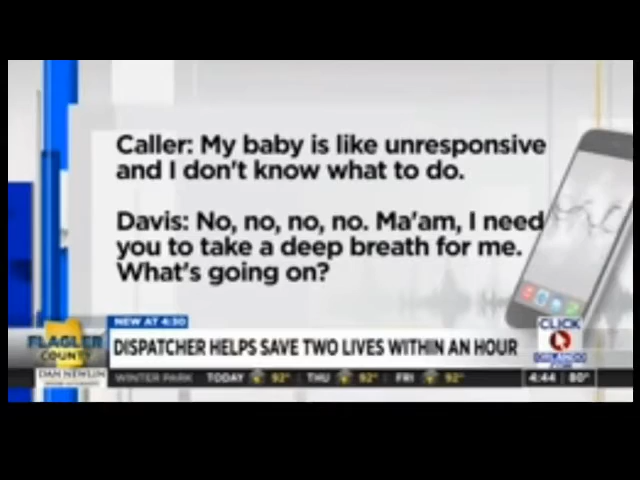 Caller: My baby is like unresponsive
and I don't know what to do.
Davis: No, no, no, no. Ma'am, I need
you to take a deep breath for me.
What's going on?
NEW AT 4:30
FLAGLER
COUNTY
DISPATCHER HELPS SAVE TWO LIVES WITHIN AN HOUR
CLICK
ORLANDO
DAN NEWLIN
WINTER PARK TODAY 92° THU 92° FRI 92°
4:44 80°